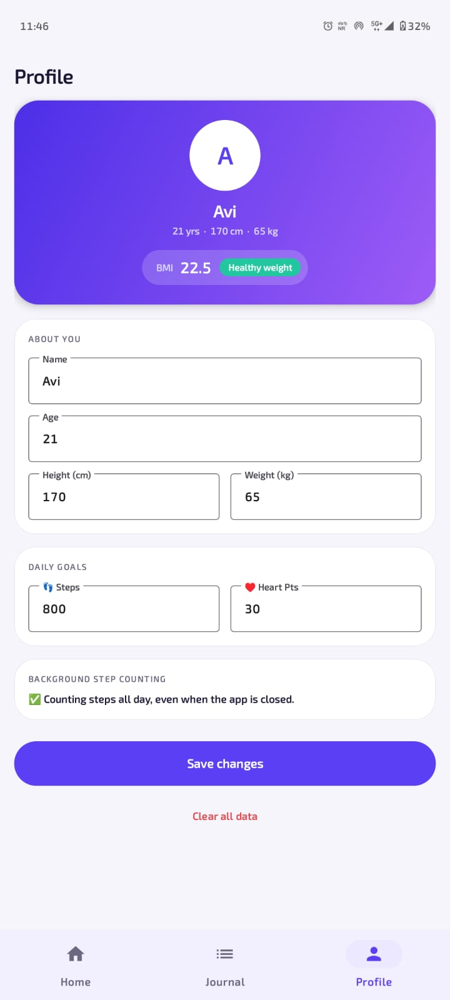 11:46
Vo NR 5G+ 32%
Profile
A
Avi
21 yrs · 170 cm · 65 kg
BMI 22.5 Healthy weight
ABOUT YOU
Name
Avi
Age
21
Height (cm) Weight (kg)
170 65
DAILY GOALS
👣 Steps ❤️ Heart Pts
800 30
BACKGROUND STEP COUNTING
✅ Counting steps all day, even when the app is closed.
Save changes
Clear all data
Home Journal Profile